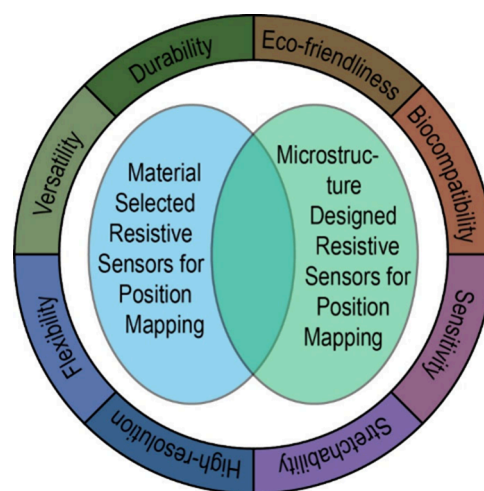 Durability
Eco-friendliness
Versatility
Biocompatibility
Material
Selected
Resistive
Sensors for
Position
Mapping
Microstruc-
ture
Designed
Resistive
Sensors for
Position
Mapping
Flexibility
Sensitivity
High-resolution
Stretchability